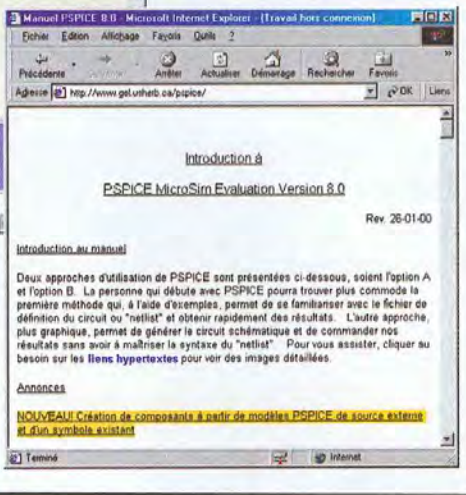 Manuel PSPICE 8.0 - Microsoft Internet Explorer - (Travail hors connexion)
Fichier Edition Affichage Favoris Outils ?
Précédente Arrêter Actualiser Démarrage Rechercher Favoris
Adresse http://www.gel.usherb.ca/pspice/ OK Liens
Introduction à
PSPICE MicroSim Evaluation Version 8.0
Rev. 26-01-00
Introduction au manuel
Deux approches d'utilisation de PSPICE sont présentées ci-dessous, soient l'option A
et l'option B. La personne qui débute avec PSPICE pourra trouver plus commode la
première méthode qui, à l'aide d'exemples, permet de se familiariser avec le fichier de
définition du circuit ou "netlist" et obtenir rapidement des résultats. L'autre approche,
plus graphique, permet de générer le circuit schématique et de commander nos
résultats sans avoir à maîtriser la syntaxe du "netlist". Pour vous assister, cliquer au
besoin sur les liens hypertextes pour voir des images détaillées.
Annonces
NOUVEAU! Création de composants à partir de modèles PSPICE de source externe
et d'un symbole existant
Terminé Internet